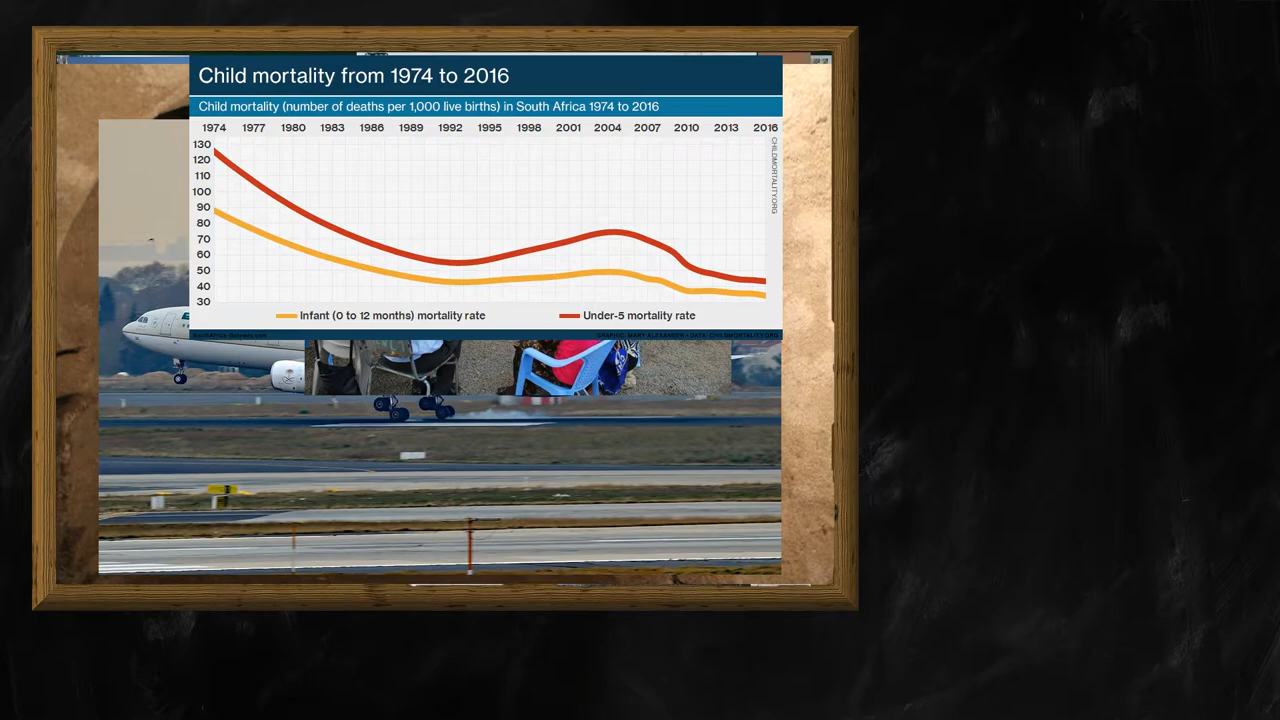 Child mortality from 1974 to 2016
Child mortality (number of deaths per 1,000 live births) in South Africa 1974 to 2016
1974 1977 1980 1983 1986 1989 1992 1995 1998 2001 2004 2007 2010 2013 2016
130
120
110
100
90
80
70
60
50
40
30
CHILDMORTALITY.ORG
Infant (0 to 12 months) mortality rate
Under-5 mortality rate
GRAPHIC: MARY ALEXANDER • DATA: CHILDMORTALITY.ORG